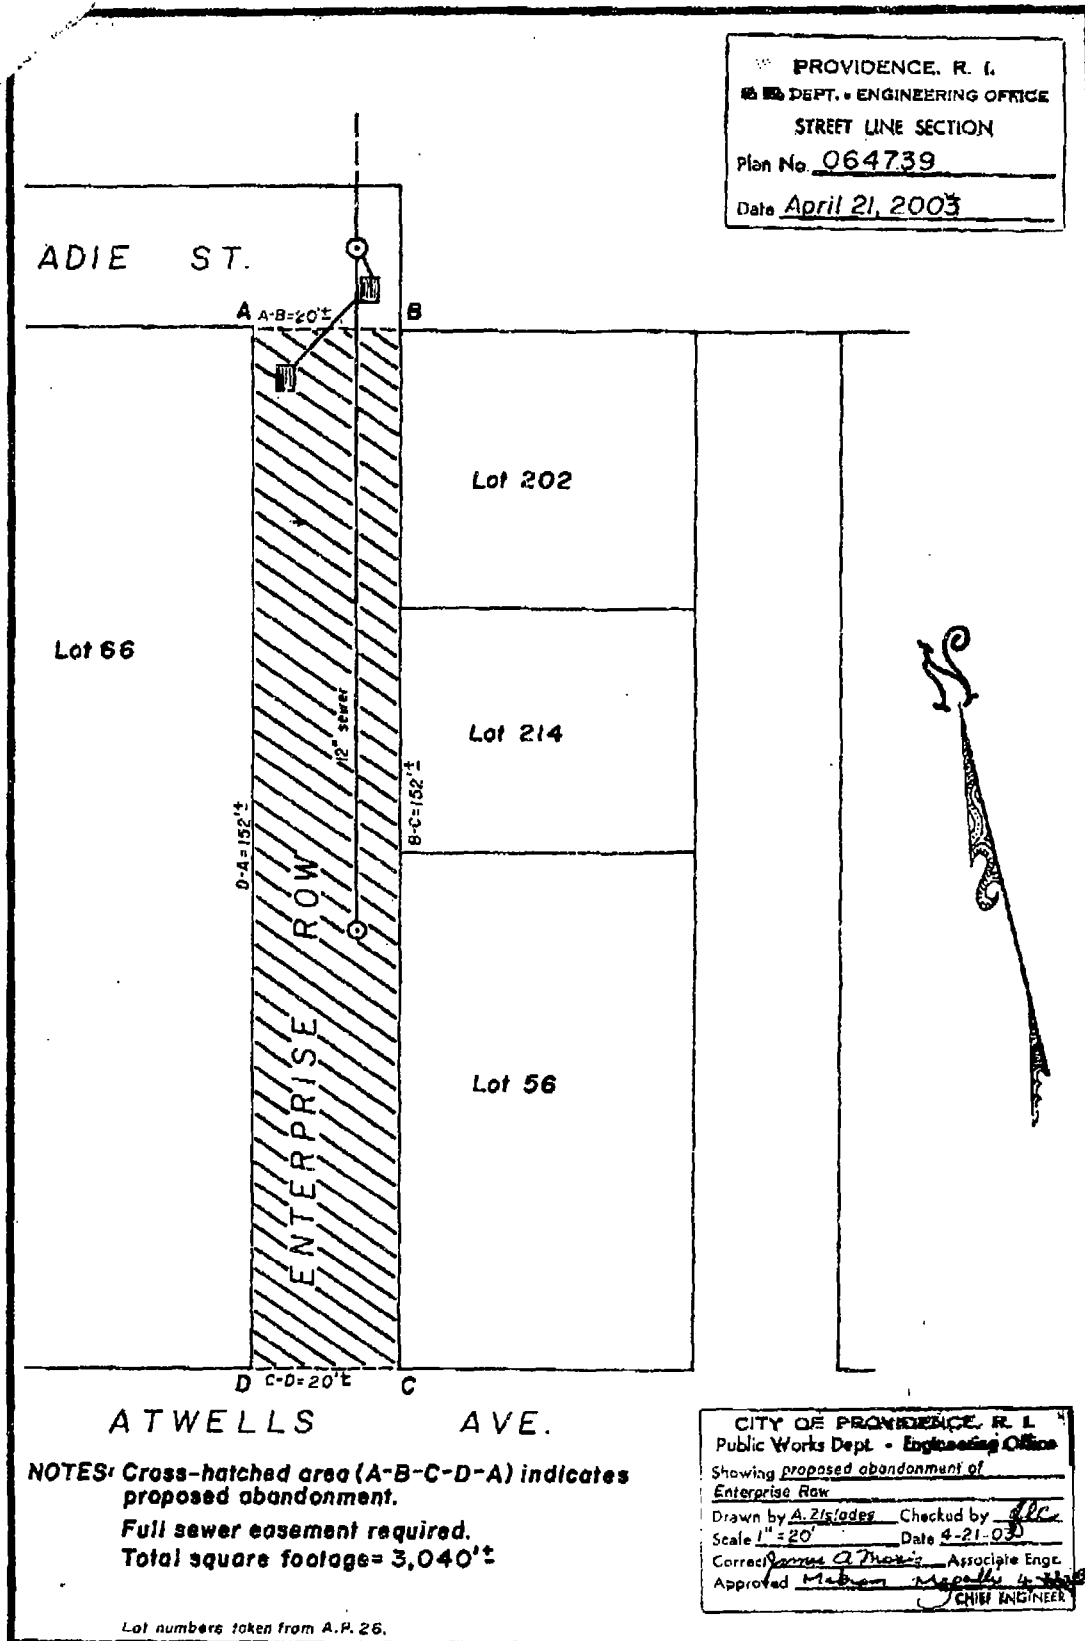 PROVIDENCE, R. I.
DEPT. • ENGINEERING OFFICE
STREET LINE SECTION
Plan No. 064739
Date April 21, 2003
ADIE ST.
A A-B=20'± B
Lot 202
Lot 66
12" sewer
Lot 214
D-A=152'±
B-C=152'±
ENTERPRISE ROW
Lot 56
D C-D=20'± C
ATWELLS AVE.
NOTES: Cross-hatched area (A-B-C-D-A) indicates
proposed abandonment.
Full sewer easement required.
Total square footage= 3,040'±
Lot numbers taken from A.P. 26.
CITY OF PROVIDENCE, R. I.
Public Works Dept. - Engineering Office
Showing proposed abandonment of
Enterprise Row
Drawn by A. Checked by
Scale 1"=20' Date 4-21-03
Correct Associate Engr.
Approved
CHIEF ENGINEER